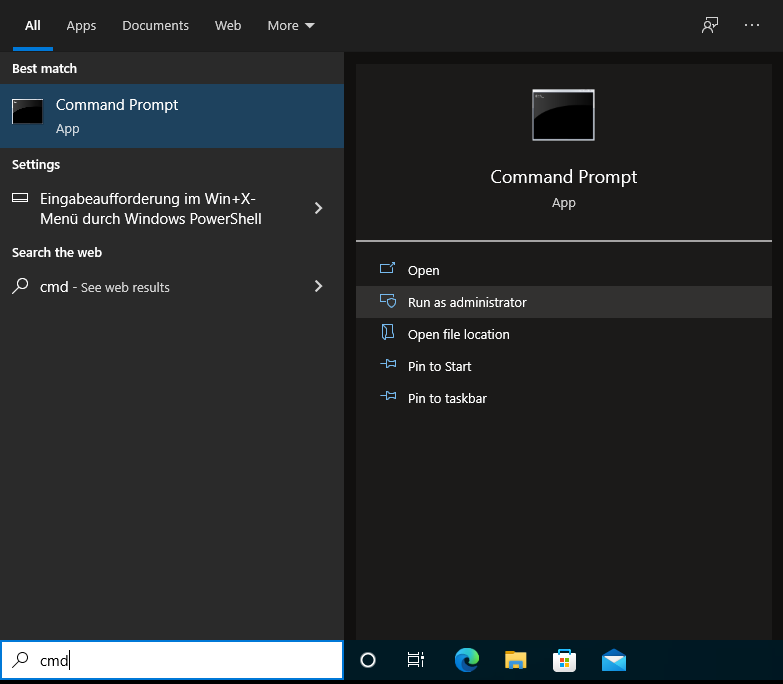 All Apps Documents Web More
Best match
Command Prompt
App
Settings
Eingabeaufforderung im Win+X-
Menü durch Windows PowerShell
Search the web
cmd - See web results
Command Prompt
App
Open
Run as administrator
Open file location
Pin to Start
Pin to taskbar
cmd